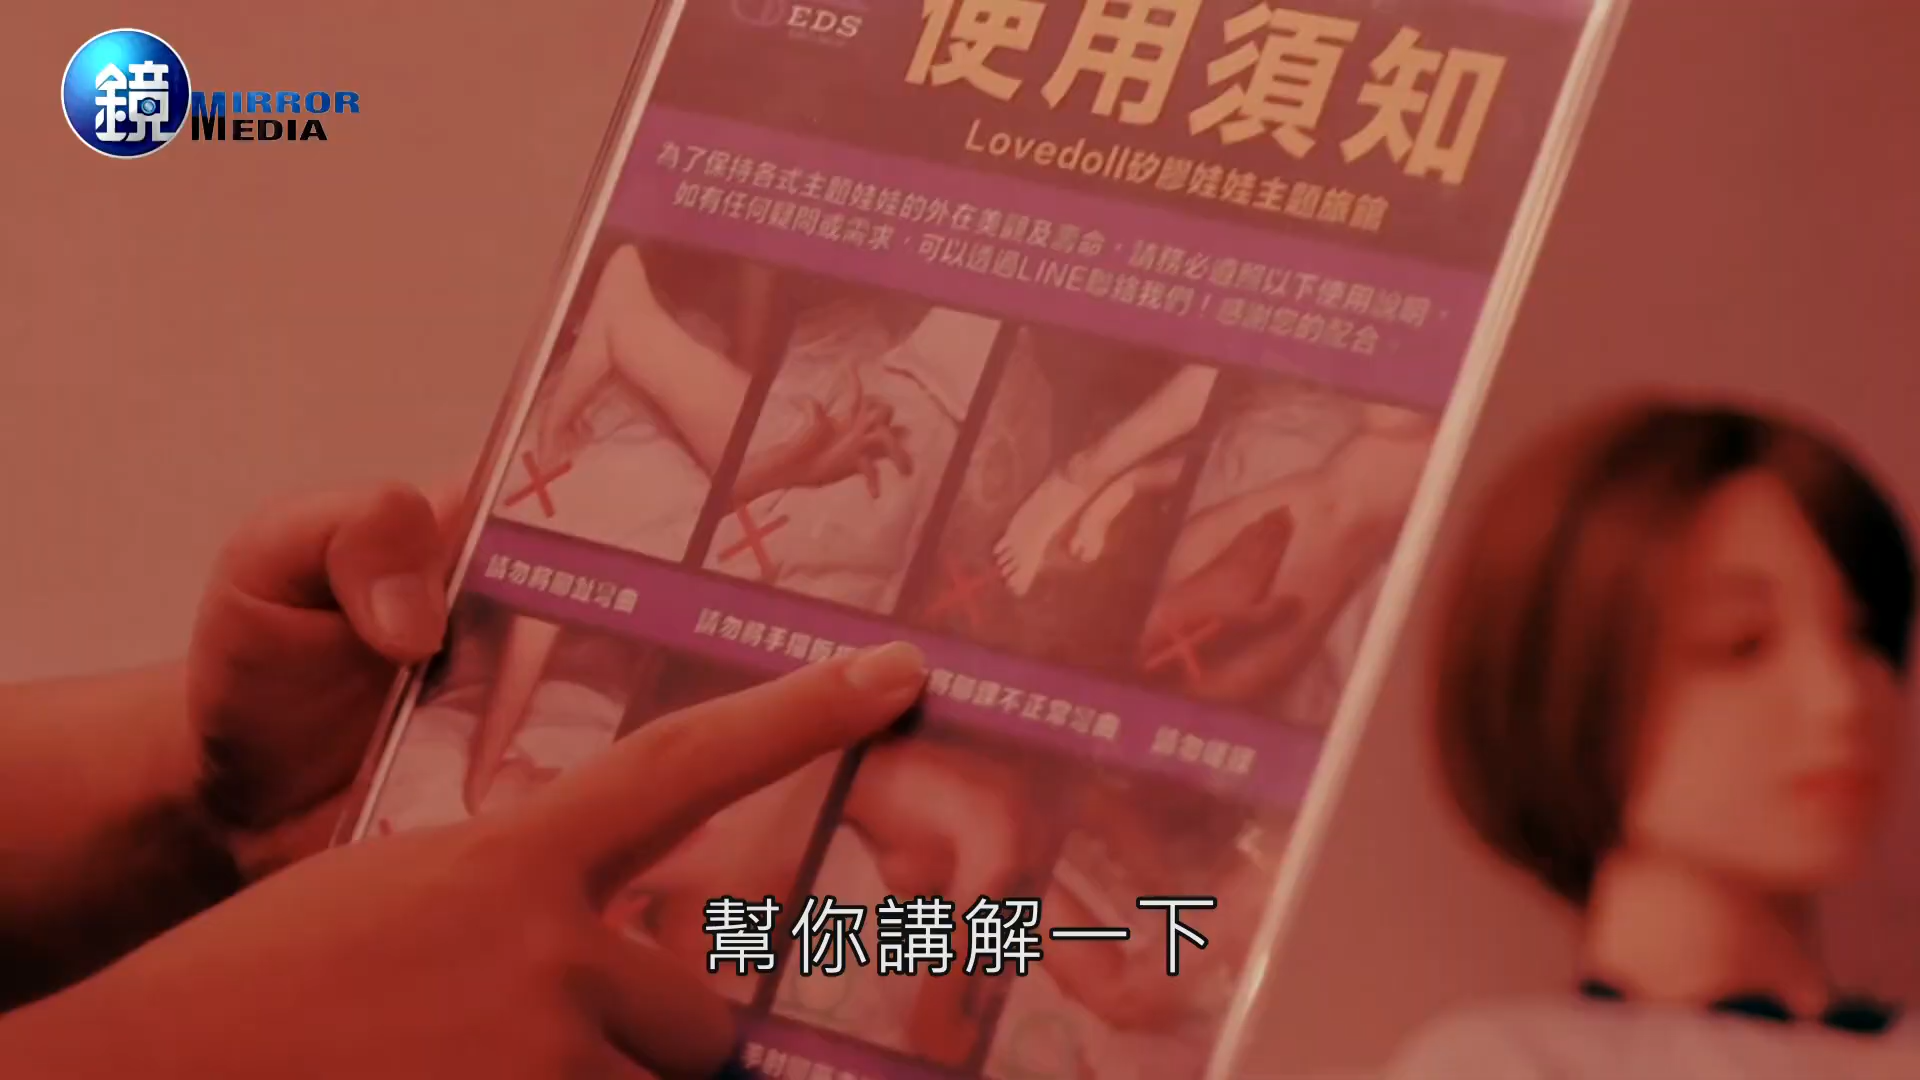 鏡 MIRROR MEDIA
EDS
使用須知
Lovedoll矽膠娃娃主題旅館
為了保持各式主題娃娃的外在美觀及壽命,請務必遵照以下使用說明,
如有任何疑問或需求,可以透過LINE聯絡我們!感謝您的配合。
請勿將腳趾彎曲
請勿將手指
不正常彎曲
請勿
幫你講解一下